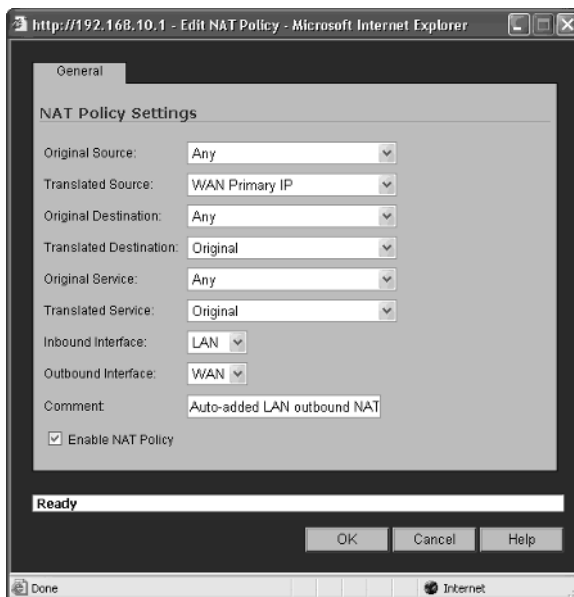 http://192.168.10.1 - Edit NAT Policy - Microsoft Internet Explorer
General
NAT Policy Settings
Original Source: Any
Translated Source: WAN Primary IP
Original Destination: Any
Translated Destination: Original
Original Service: Any
Translated Service: Original
Inbound Interface: LAN
Outbound Interface: WAN
Comment: Auto-added LAN outbound NAT
Enable NAT Policy
Ready
OK Cancel Help
Done Internet